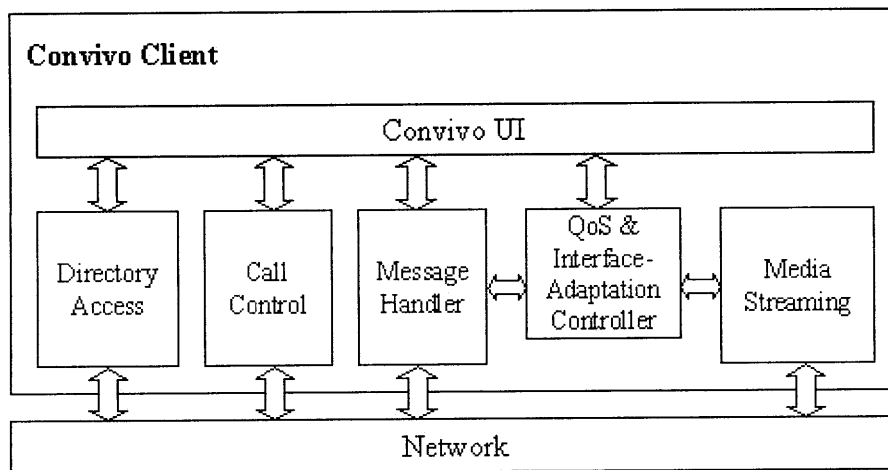 Convivo Client
Convivo UI
Directory
Access
Call
Control
Message
Handler
QoS &
Interface-
Adaptation
Controller
Media
Streaming
Network